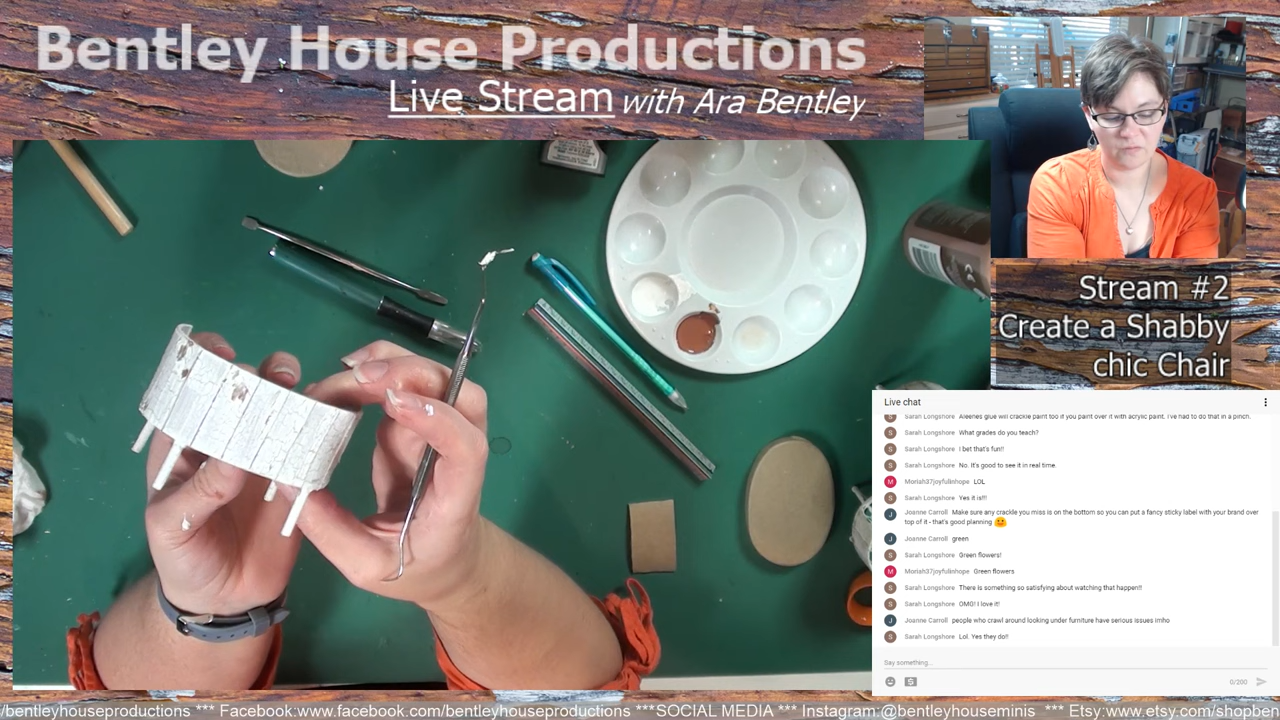 Bentley House Productions
Live Stream with Ara Bentley
Stream #2
Create a Shabby
chic Chair
Live chat
Sarah Longshore Aleenes glue will crackle paint too if you paint over it with acrylic paint. I've had to do that in a pinch.
Sarah Longshore What grades do you teach?
Sarah Longshore I bet that's fun!!
Sarah Longshore No. It's good to see it in real time.
Moriah37joyfulinhope LOL
Sarah Longshore Yes it is!!!
Joanne Carroll Make sure any crackle you miss is on the bottom so you can put a fancy sticky label with your brand over
top of it - that's good planning
Joanne Carroll green
Sarah Longshore Green flowers!
Moriah37joyfulinhope Green flowers
Sarah Longshore There is something so satisfying about watching that happen!!
Sarah Longshore OMG! I love it!
Joanne Carroll people who crawl around looking under furniture have serious issues imho
Sarah Longshore Lol. Yes they do!!
Say something...
0/200
/bentleyhouseproductions *** Facebook:www.facebook.com/bentleyhouseproductions ***SOCIAL MEDIA *** Instagram:@bentleyhouseminis *** Etsy:www.etsy.com/shopben